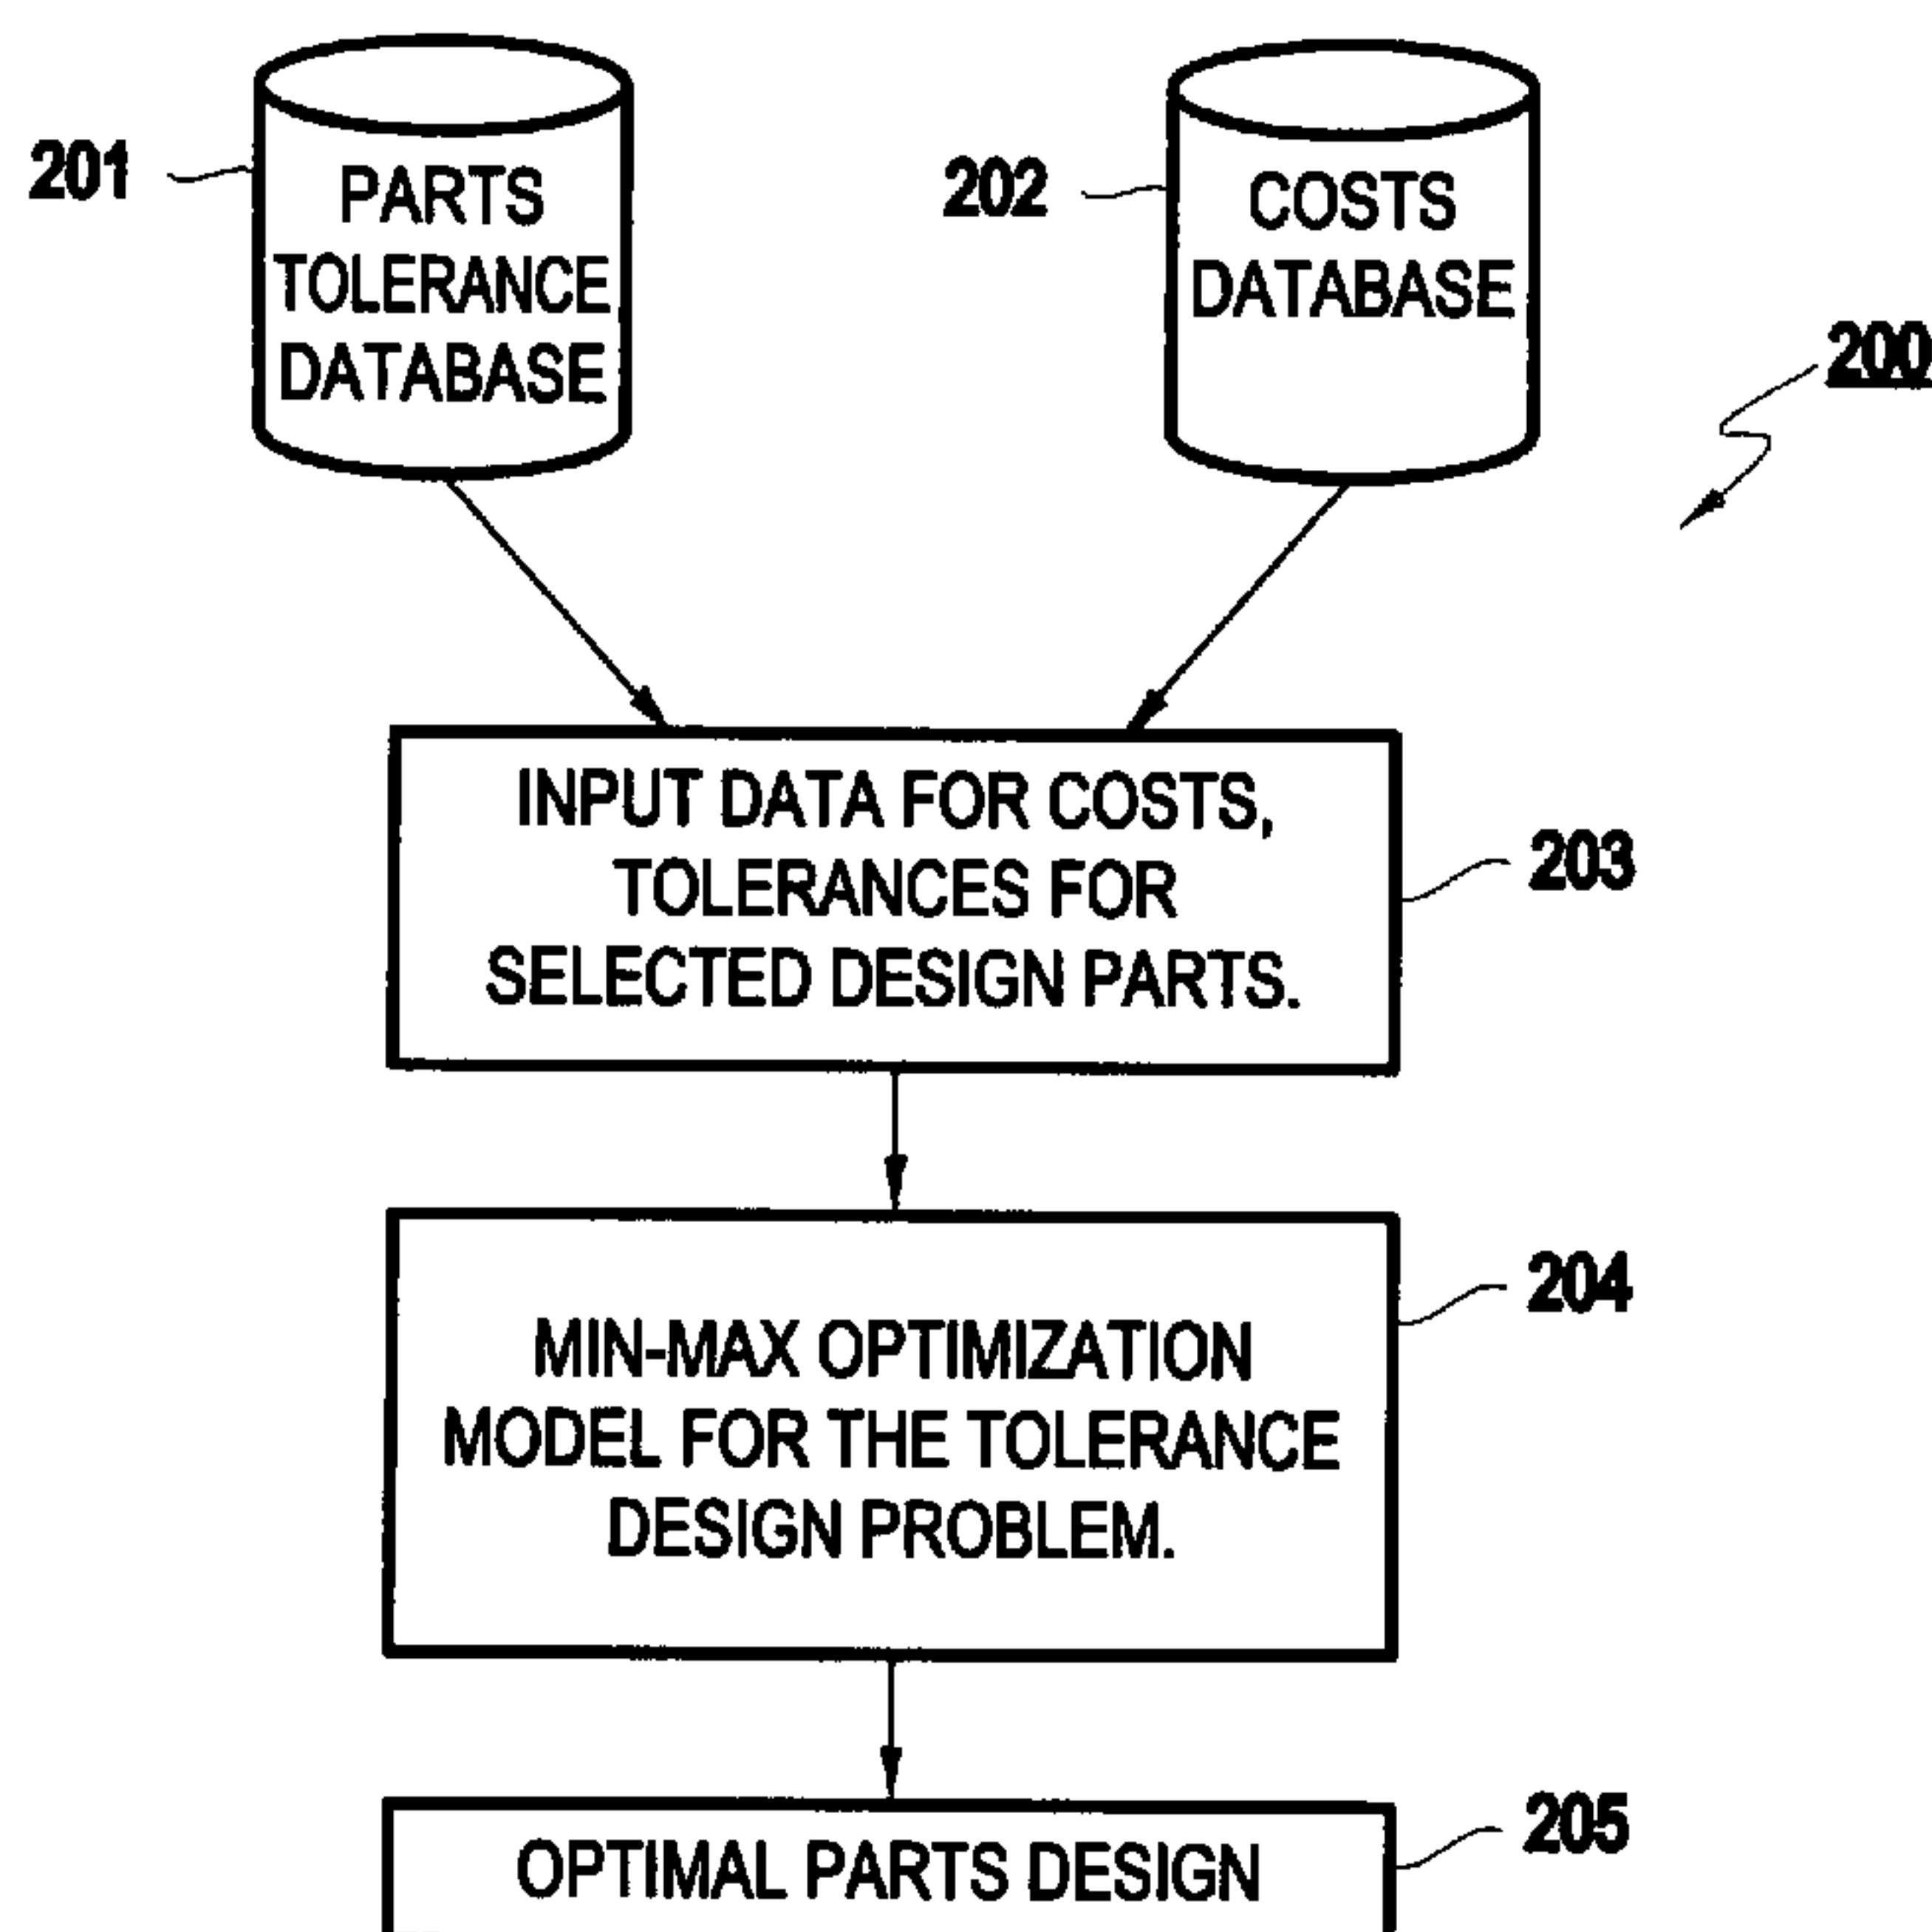 201
PARTS
TOLERANCE
DATABASE
202
COSTS
DATABASE
200
INPUT DATA FOR COSTS,
TOLERANCES FOR
SELECTED DESIGN PARTS.
203
MIN-MAX OPTIMIZATION
MODEL FOR THE TOLERANCE
DESIGN PROBLEM.
204
OPTIMAL PARTS DESIGN
205